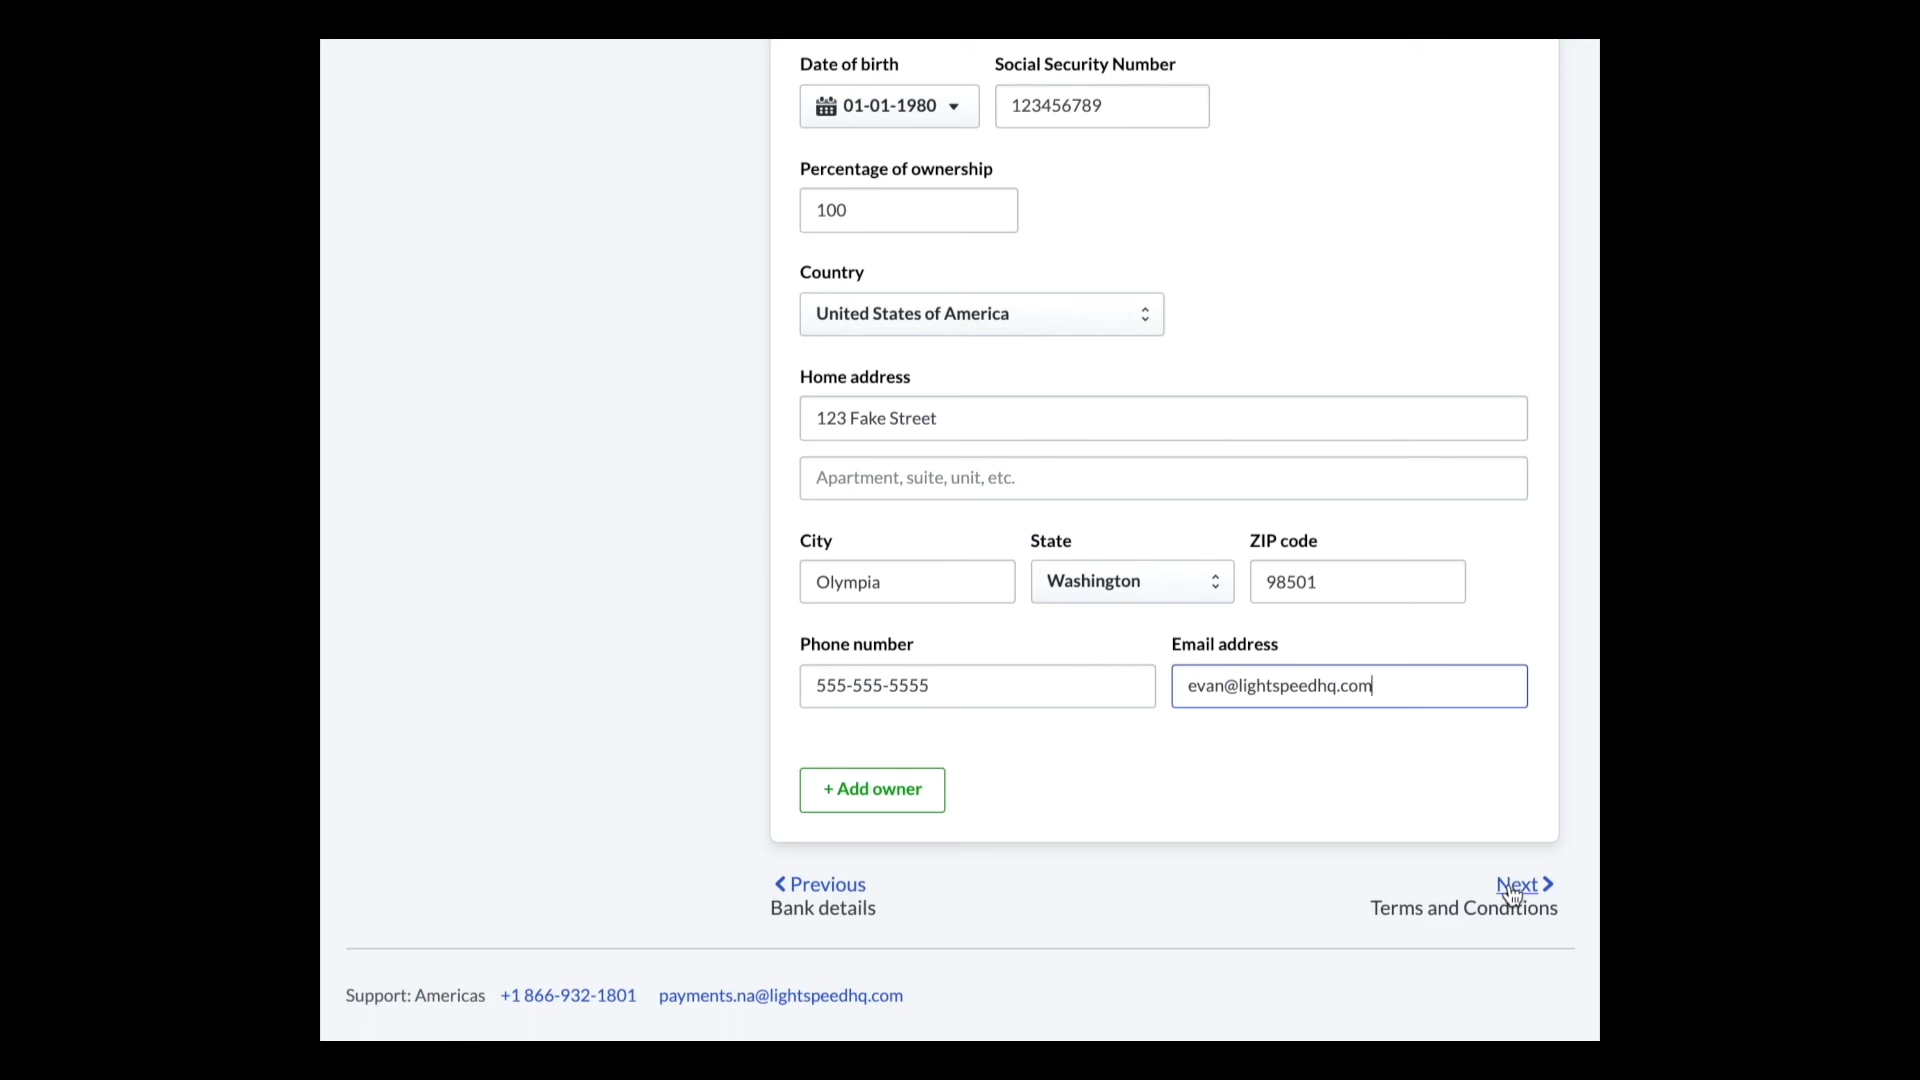 Date of birth Social Security Number
01-01-1980 123456789
Percentage of ownership
100
Country
United States of America
Home address
123 Fake Street
Apartment, suite, unit, etc.
City State ZIP code
Olympia Washington 98501
Phone number Email address
555-555-5555 evan@lightspeedhq.com
+ Add owner
Previous Next
Bank details Terms and Conditions
Support: Americas +1 866-932-1801 payments.na@lightspeedhq.com